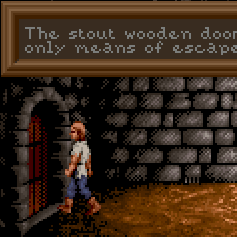 The stout wooden door
only means of escape